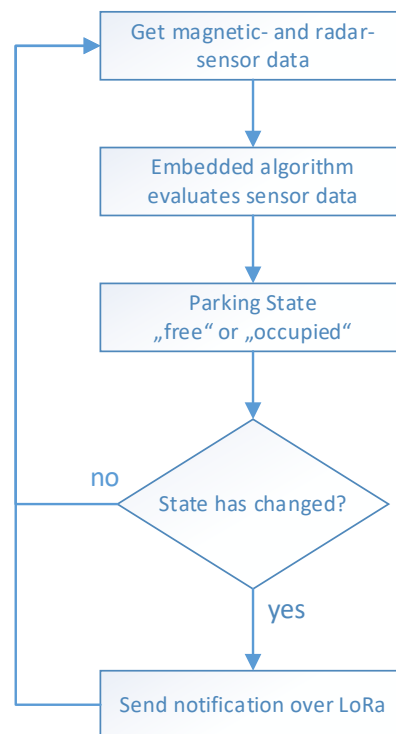 Get magnetic- and radar-
sensor data
Embedded algorithm
evaluates sensor data
Parking State
„free“ or „occupied“
no
State has changed?
yes
Send notification over LoRa